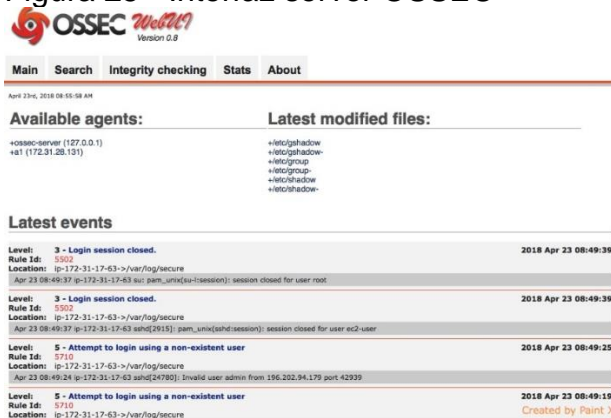 OSSEC WebUI
Version 0.8
Main Search Integrity checking Stats About
April 23rd, 2018 08:55:58 AM
Available agents:
+ossec-server (127.0.0.1)
+a1 (172.31.28.131)
Latest modified files:
+/etc/gshadow
+/etc/gshadow-
+/etc/group
+/etc/group-
+/etc/shadow
+/etc/shadow-
Latest events
Level: 3 - Login session closed. 2018 Apr 23 08:49:39
Rule Id: 5502
Location: ip-172-31-17-63->/var/log/secure
Apr 23 08:49:37 ip-172-31-17-63 su: pam_unix(su-l:session): session closed for user root
Level: 3 - Login session closed. 2018 Apr 23 08:49:39
Rule Id: 5502
Location: ip-172-31-17-63->/var/log/secure
Apr 23 08:49:37 ip-172-31-17-63 sshd[2915]: pam_unix(sshd:session): session closed for user ec2-user
Level: 5 - Attempt to login using a non-existent user 2018 Apr 23 08:49:25
Rule Id: 5710
Location: ip-172-31-17-63->/var/log/secure
Apr 23 08:49:24 ip-172-31-17-63 sshd[24780]: Invalid user admin from 196.202.94.179 port 42939
Level: 5 - Attempt to login using a non-existent user 2018 Apr 23 08:49:19
Rule Id: 5710
Location: ip-172-31-17-63->/var/log/secure
Created by Paint X